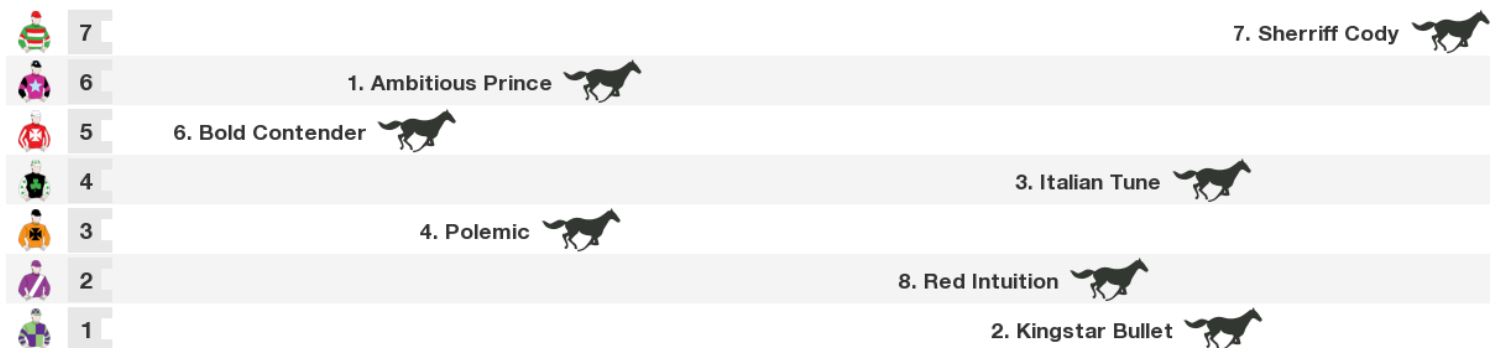 7 7. Sherriff Cody
6 1. Ambitious Prince
5 6. Bold Contender
4 3. Italian Tune
3 4. Polemic
2 8. Red Intuition
1 2. Kingstar Bullet